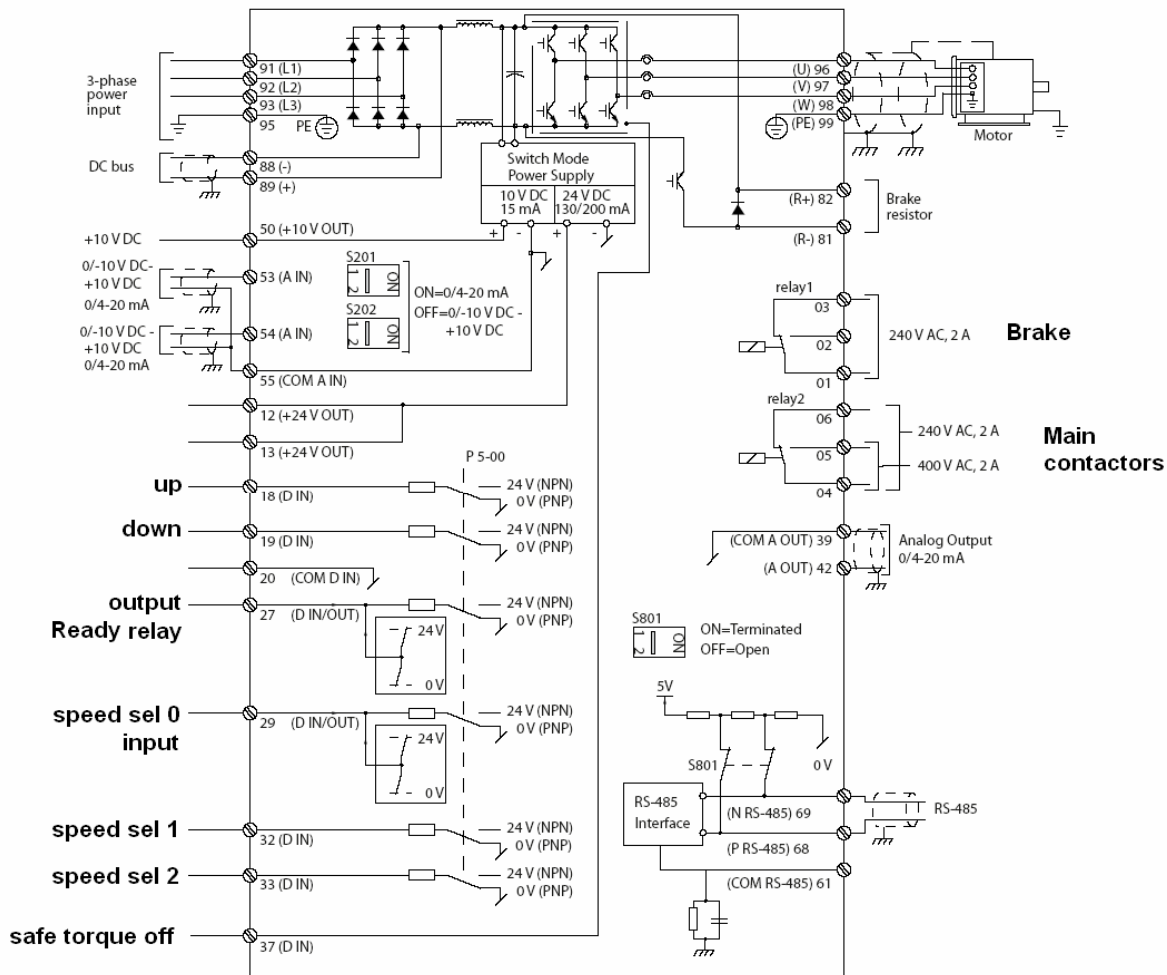 3-phase
power
input
91 (L1)
92 (L2)
93 (L3)
95
PE
DC bus
88 (-)
89 (+)
Switch Mode
Power Supply
10 V DC
15 mA
24 V DC
130/200 mA
+ - + -
(U) 96
(V) 97
(W) 98
(PE) 99
Motor
(R+) 82
Brake
resistor
(R-) 81
+10 V DC
50 (+10 V OUT)
0/-10 V DC-
+10 V DC
0/4-20 mA
53 (A IN)
0/-10 V DC -
+10 V DC
0/4-20 mA
54 (A IN)
55 (COM A IN)
S201
1
2
ON
S202
1
2
ON
ON=0/4-20 mA
OFF=0/-10 V DC -
+10 V DC
12 (+24 V OUT)
13 (+24 V OUT)
relay1
03
02
01
240 V AC, 2 A
Brake
relay2
06
05
04
240 V AC, 2 A
400 V AC, 2 A
Main
contactors
P 5-00
up
18 (D IN)
24 V (NPN)
0 V (PNP)
down
19 (D IN)
24 V (NPN)
0 V (PNP)
20 (COM D IN)
output
Ready relay
27 (D IN/OUT)
24 V (NPN)
0 V (PNP)
24 V
0 V
speed sel 0
input
29 (D IN/OUT)
24 V (NPN)
0 V (PNP)
24 V
0 V
speed sel 1
32 (D IN)
24 V (NPN)
0 V (PNP)
speed sel 2
33 (D IN)
24 V (NPN)
0 V (PNP)
safe torque off
37 (D IN)
(COM A OUT) 39
(A OUT) 42
Analog Output
0/4-20 mA
S801
1
2
ON
ON=Terminated
OFF=Open
5V
S801
0 V
RS-485
Interface
(N RS-485) 69
(P RS-485) 68
(COM RS-485) 61
RS-485